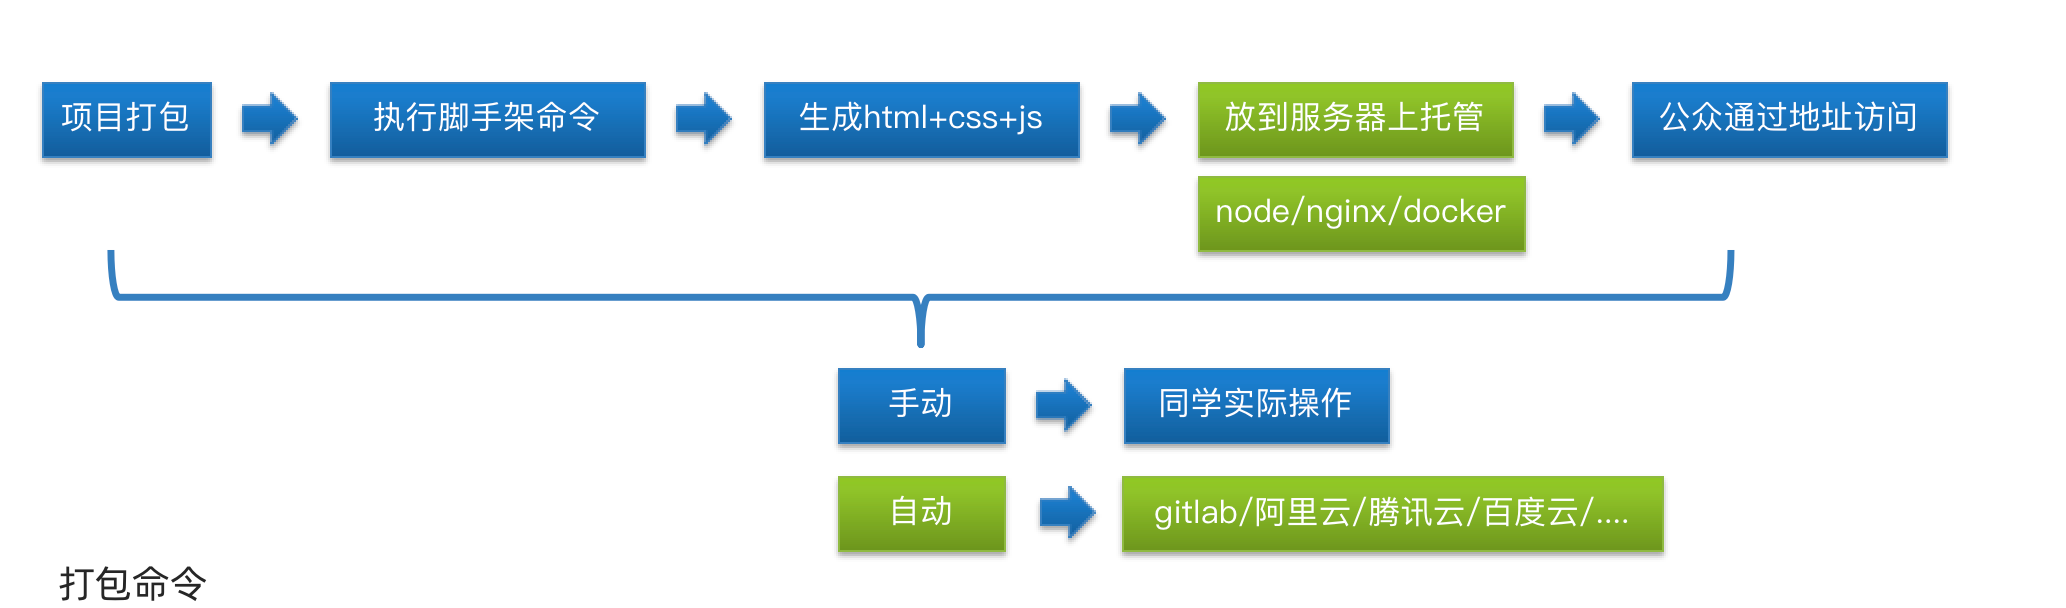 项目打包
执行脚手架命令
生成html+css+js
放到服务器上托管
公众通过地址访问
node/nginx/docker
手动
同学实际操作
自动
gitlab/阿里云/腾讯云/百度云/....
打包命令